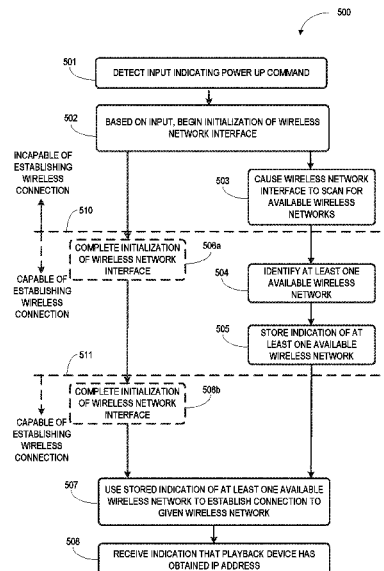 500
501
DETECT INPUT INDICATING POWER UP COMMAND
502
BASED ON INPUT, BEGIN INITIALIZATION OF WIRELESS
NETWORK INTERFACE
INCAPABLE OF
ESTABLISHING
WIRELESS
CONNECTION
503
CAUSE WIRELESS NETWORK
INTERFACE TO SCAN FOR
AVAILABLE WIRELESS
NETWORKS
510
COMPLETE INITIALIZATION
OF WIRELESS NETWORK
INTERFACE
506a
CAPABLE OF
ESTABLISHING
WIRELESS
CONNECTION
504
IDENTIFY AT LEAST ONE
AVAILABLE WIRELESS
NETWORK
505
STORE INDICATION OF AT
LEAST ONE AVAILABLE
WIRELESS NETWORK
511
COMPLETE INITIALIZATION
OF WIRELESS NETWORK
INTERFACE
506b
CAPABLE OF
ESTABLISHING
WIRELESS
CONNECTION
507
USE STORED INDICATION OF AT LEAST ONE AVAILABLE
WIRELESS NETWORK TO ESTABLISH CONNECTION TO
GIVEN WIRELESS NETWORK
508
RECEIVE INDICATION THAT PLAYBACK DEVICE HAS
OBTAINED IP ADDRESS